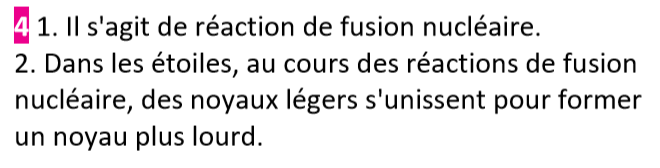 4 1. Il s'agit de réaction de fusion nucléaire.
2. Dans les étoiles, au cours des réactions de fusion
nucléaire, des noyaux légers s'unissent pour former
un noyau plus lourd.